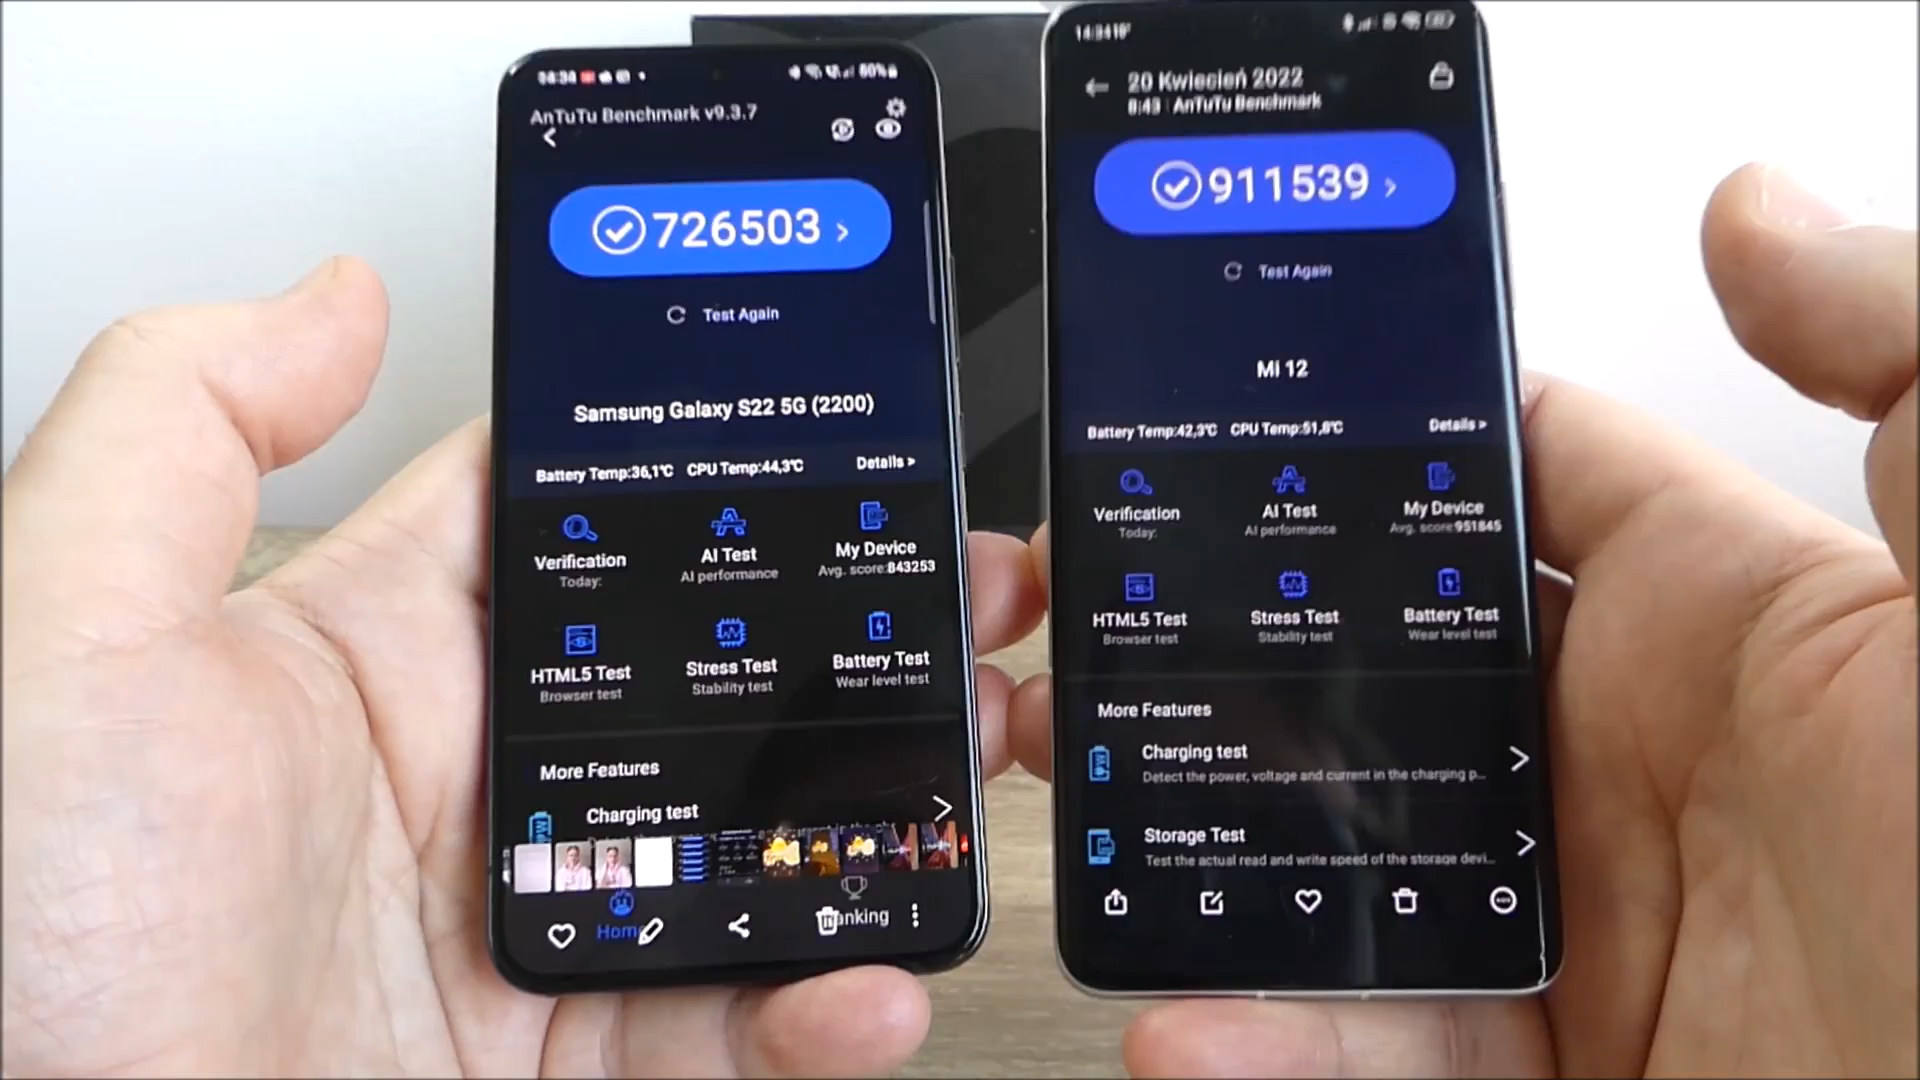 14:34
50%
AnTuTu Benchmark v9.3.7
726503
Test Again
Samsung Galaxy S22 5G (2200)
Battery Temp:36,1℃ CPU Temp:44,3℃ Details >
Verification
Today:
AI Test
AI performance
My Device
Avg. score:843253
HTML5 Test
Browser test
Stress Test
Stability test
Battery Test
Wear level test
More Features
Charging test
Home
anking
14:34
20 Kwiecień 2022
8:43 · AnTuTu Benchmark
911539
Test Again
Mi 12
Battery Temp:42,3℃ CPU Temp:51,8℃ Details >
Verification
Today:
AI Test
AI performance
My Device
Avg. score:951845
HTML5 Test
Browser test
Stress Test
Stability test
Battery Test
Wear level test
More Features
Charging test
Detect the power, voltage and current in the charging p...
Storage Test
Test the actual read and write speed of the storage devi...